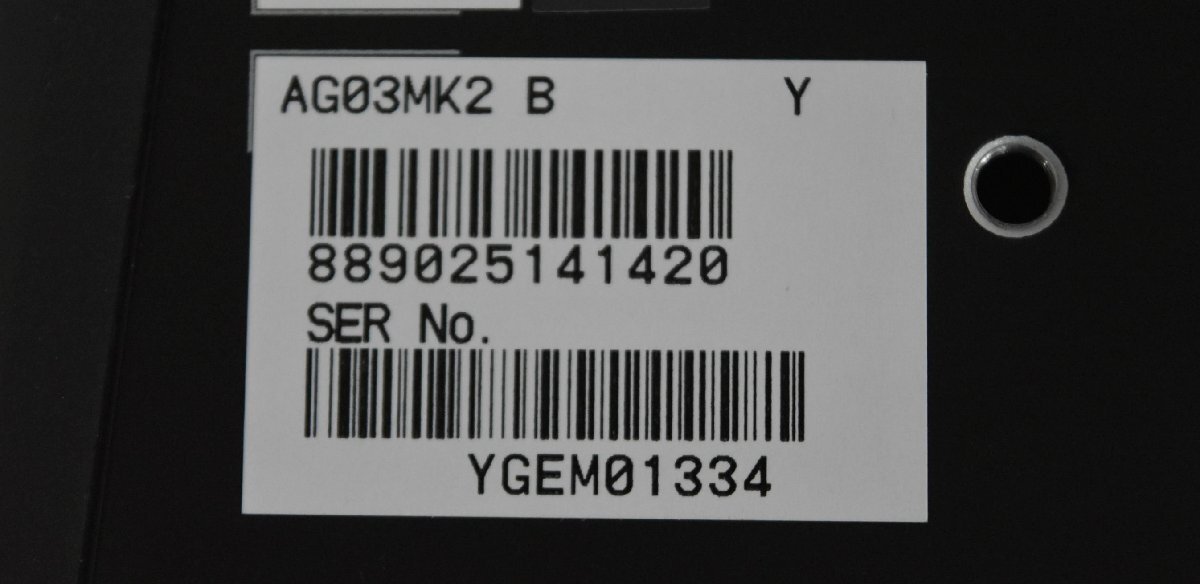 AG03MK2 B Y
889025141420
SER No.
YGEM01334